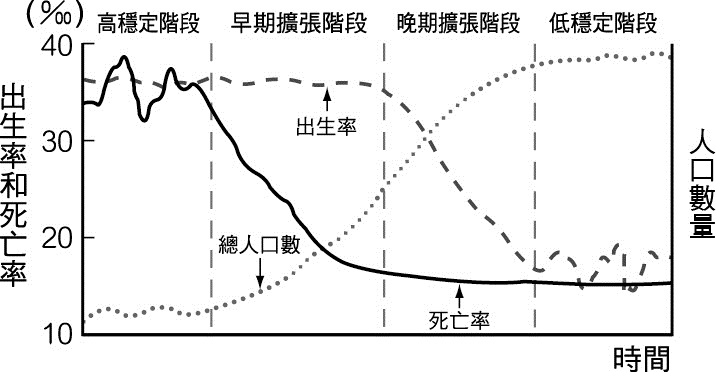 (‰)
高穩定階段 早期擴張階段 晚期擴張階段 低穩定階段
40
30
20
10
出生率和死亡率
出生率
總人口數
死亡率
人口數量
時間